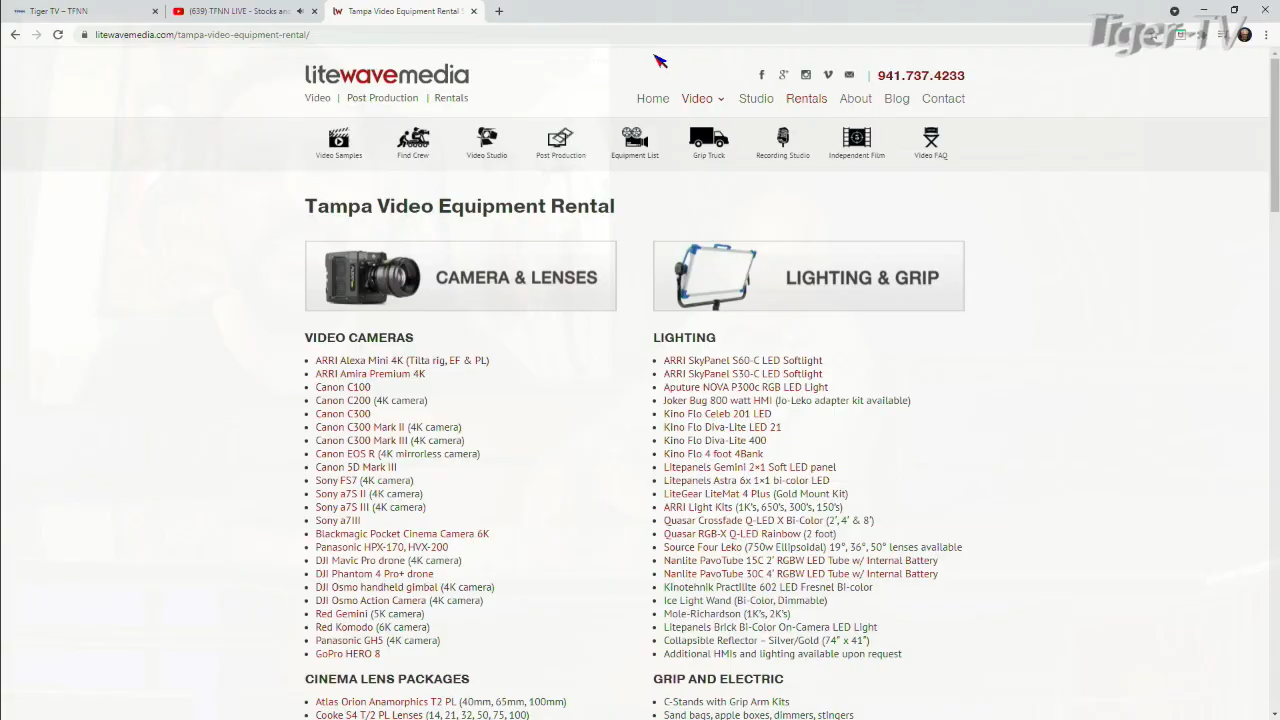 Tiger TV – TFNN
(639) TFNN LIVE - Stocks and
Tampa Video Equipment Rental
litewavemedia.com/tampa-video-equipment-rental/
Tiger TV
litewavemedia
941.737.4233
Video | Post Production | Rentals
Home Video Studio Rentals About Blog Contact
Video Samples Find Crew Video Studio Post Production Equipment List Grip Truck Recording Studio Independent Film Video FAQ
Tampa Video Equipment Rental
CAMERA & LENSES
VIDEO CAMERAS
ARRI Alexa Mini 4K (Tilta rig, EF & PL)
ARRI Amira Premium 4K
Canon C100
Canon C200 (4K camera)
Canon C300
Canon C300 Mark II (4K camera)
Canon C300 Mark III (4K camera)
Canon EOS R (4K mirrorless camera)
Canon 5D Mark III
Sony FS7 (4K camera)
Sony a7S II (4K camera)
Sony a7S III (4K camera)
Sony a7III
Blackmagic Pocket Cinema Camera 6K
Panasonic HPX-170, HVX-200
DJI Mavic Pro drone (4K camera)
DJI Phantom 4 Pro+ drone
DJI Osmo handheld gimbal (4K camera)
DJI Osmo Action Camera (4K camera)
Red Gemini (5K camera)
Red Komodo (6K camera)
Panasonic GH5 (4K camera)
GoPro HERO 8
CINEMA LENS PACKAGES
Atlas Orion Anamorphics T2 PL (40mm, 65mm, 100mm)
Cooke S4 T/2 PL Lenses (14, 21, 32, 50, 75, 100)
LIGHTING & GRIP
LIGHTING
ARRI SkyPanel S60-C LED Softlight
ARRI SkyPanel S30-C LED Softlight
Aputure NOVA P300c RGB LED Light
Joker Bug 800 watt HMI (Jo-Leko adapter kit available)
Kino Flo Celeb 201 LED
Kino Flo Diva-Lite LED 21
Kino Flo Diva-Lite 400
Kino Flo 4 foot 4Bank
Litepanels Gemini 2×1 Soft LED panel
Litepanels Astra 6x 1×1 bi-color LED
LiteGear LiteMat 4 Plus (Gold Mount Kit)
ARRI Light Kits (1K's, 650's, 300's, 150's)
Quasar Crossfade Q-LED X Bi-Color (2′, 4′ & 8′)
Quasar RGB-X Q-LED Rainbow (2 foot)
Source Four Leko (750w Ellipsoidal) 19°, 36°, 50° lenses available
Nanlite PavoTube 15C 2′ RGBW LED Tube w/ Internal Battery
Nanlite PavoTube 30C 4′ RGBW LED Tube w/ Internal Battery
Kinotehnik Practilite 602 LED Fresnel Bi-color
Ice Light Wand (Bi-Color, Dimmable)
Mole-Richardson (1K's, 2K's)
Litepanels Brick Bi-Color On-Camera LED Light
Collapsible Reflector – Silver/Gold (74″ x 41″)
Additional HMIs and lighting available upon request
GRIP AND ELECTRIC
C-Stands with Grip Arm Kits
Sand bags, apple boxes, dimmers, stingers